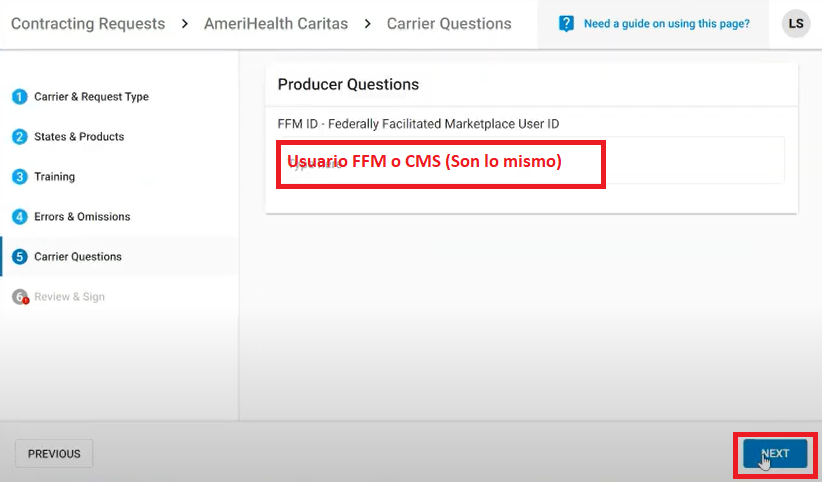 Contracting Requests > AmeriHealth Caritas > Carrier Questions
Need a guide on using this page?
LS
1 Carrier & Request Type
2 States & Products
3 Training
4 Errors & Omissions
5 Carrier Questions
6 Review & Sign
Producer Questions
FFM ID - Federally Facilitated Marketplace User ID
Usuario FFM o CMS (Son lo mismo)
PREVIOUS
NEXT